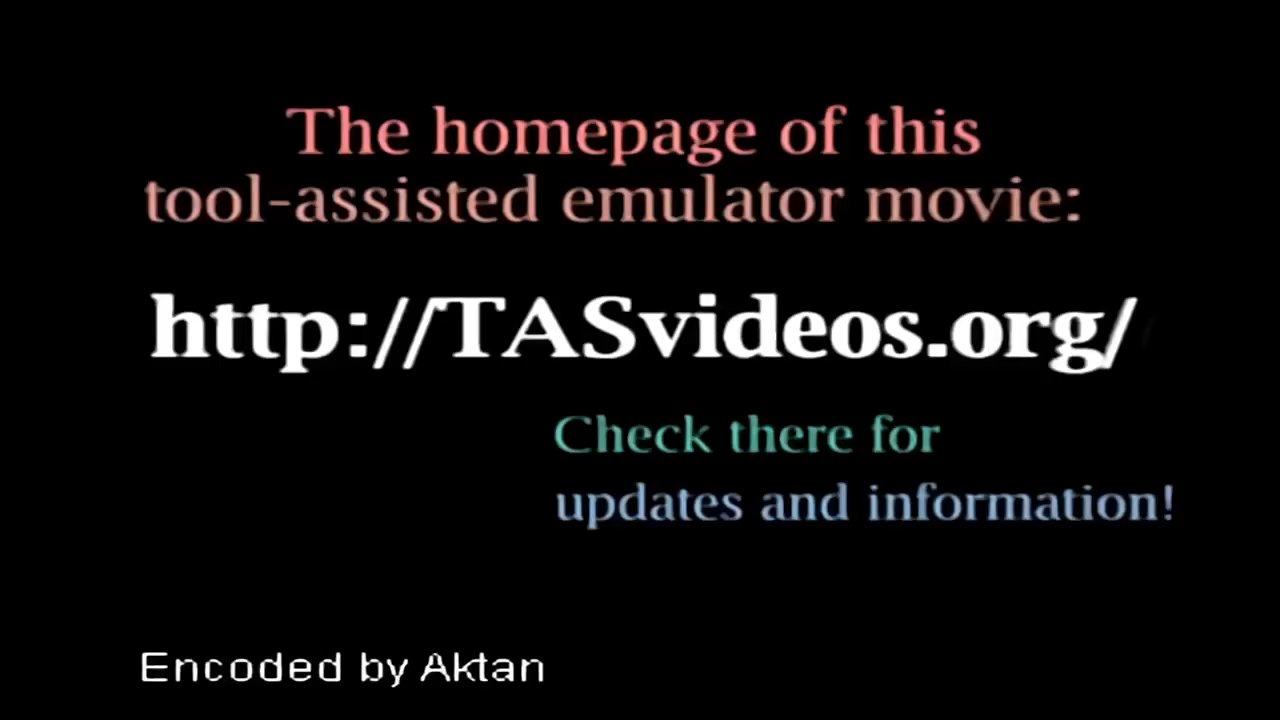 The homepage of this
tool-assisted emulator movie:
http://TASvideos.org/
Check there for
updates and information!
Encoded by Aktan